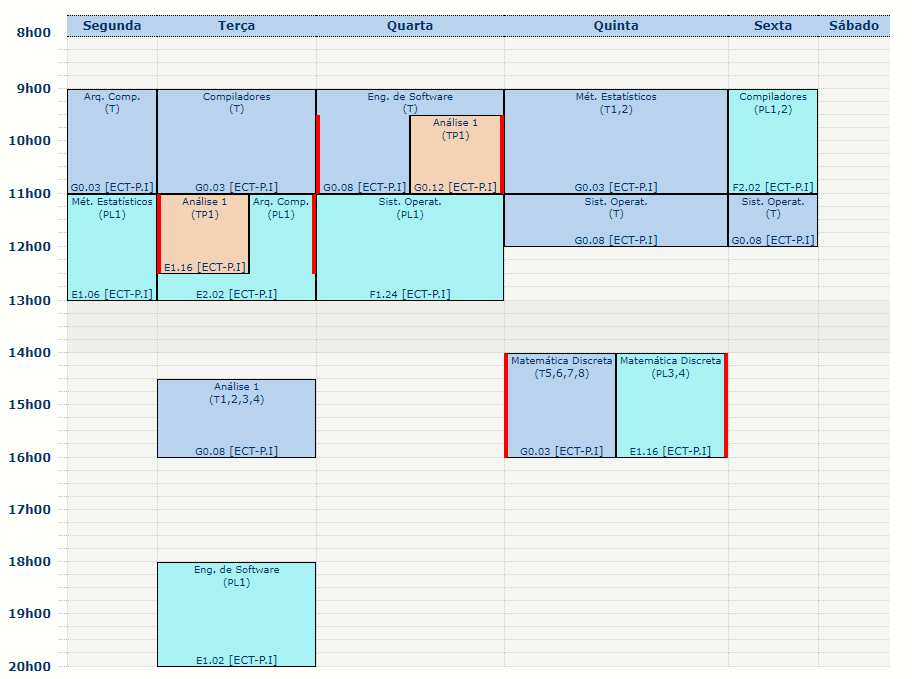 Segunda Terça Quarta Quinta Sexta Sábado
8h00
9h00
Arq. Comp. Compiladores Eng. de Software Mét. Estatísticos Compiladores
(T) (T) (T) (T1,2) (PL1,2)
Análise 1
(TP1)
10h00
G0.03 [ECT-P.I] G0.03 [ECT-P.I] G0.08 [ECT-P.I] G0.12 [ECT-P.I] G0.03 [ECT-P.I] F2.02 [ECT-P.I]
11h00
Mét. Estatísticos Análise 1 Arq. Comp. Sist. Operat. Sist. Operat. Sist. Operat.
(PL1) (TP1) (PL1) (PL1) (T) (T)
G0.08 [ECT-P.I] G0.08 [ECT-P.I]
12h00
E1.16 [ECT-P.I]
E1.06 [ECT-P.I] E2.02 [ECT-P.I] F1.24 [ECT-P.I]
13h00
14h00
Matemática Discreta Matemática Discreta
(T5,6,7,8) (PL3,4)
Análise 1
(T1,2,3,4)
15h00
G0.08 [ECT-P.I] G0.03 [ECT-P.I] E1.16 [ECT-P.I]
16h00
17h00
18h00
Eng. de Software
(PL1)
19h00
E1.02 [ECT-P.I]
20h00